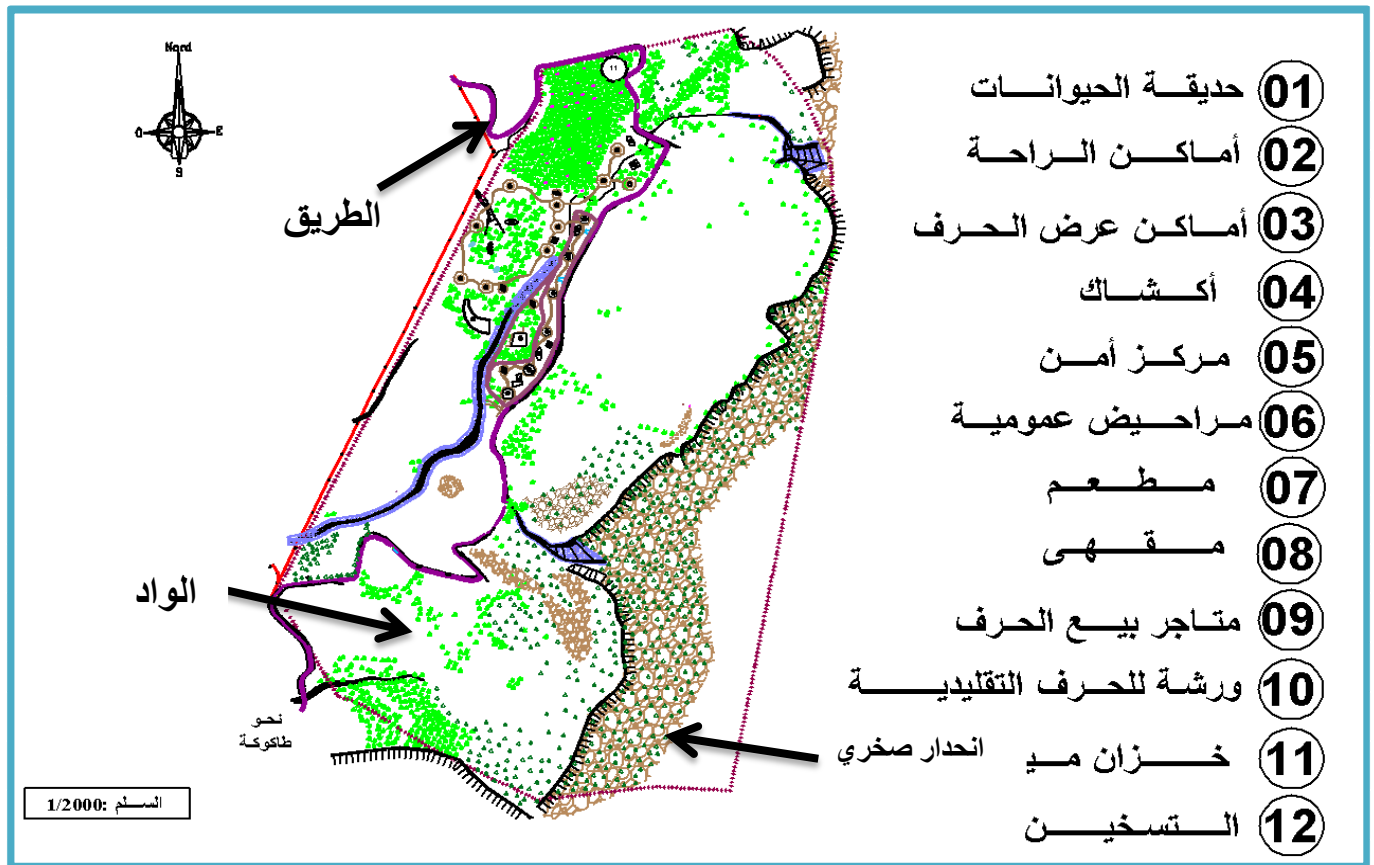 Nord
O
E
S
11
الطريق
الواد
نحو
طاكوكة
انحدار صخري
السلم :1/2000
01 حديقة الحيوانات
02 أماكن الراحة
03 أماكن عرض الحرف
04 أكشاك
05 مركز أمن
06 مراحيض عمومية
07 مطعم
08 مقهى
09 متاجر بيع الحرف
10 ورشة للحرف التقليدية
11 خزان ميـ
12 التسخين